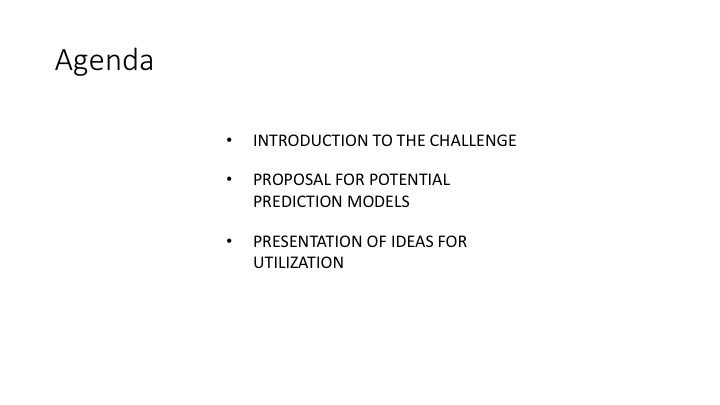 Agenda
• INTRODUCTION TO THE CHALLENGE
• PROPOSAL FOR POTENTIAL
PREDICTION MODELS
• PRESENTATION OF IDEAS FOR
UTILIZATION